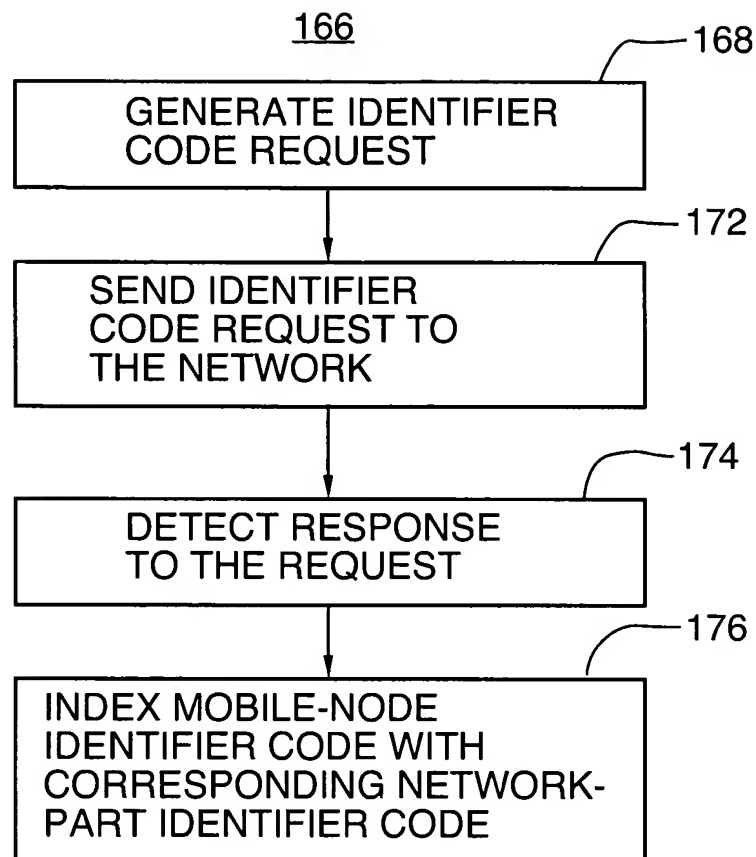 166
168
GENERATE IDENTIFIER
CODE REQUEST
172
SEND IDENTIFIER
CODE REQUEST TO
THE NETWORK
174
DETECT RESPONSE
TO THE REQUEST
176
INDEX MOBILE-NODE
IDENTIFIER CODE WITH
CORRESPONDING NETWORK-
PART IDENTIFIER CODE